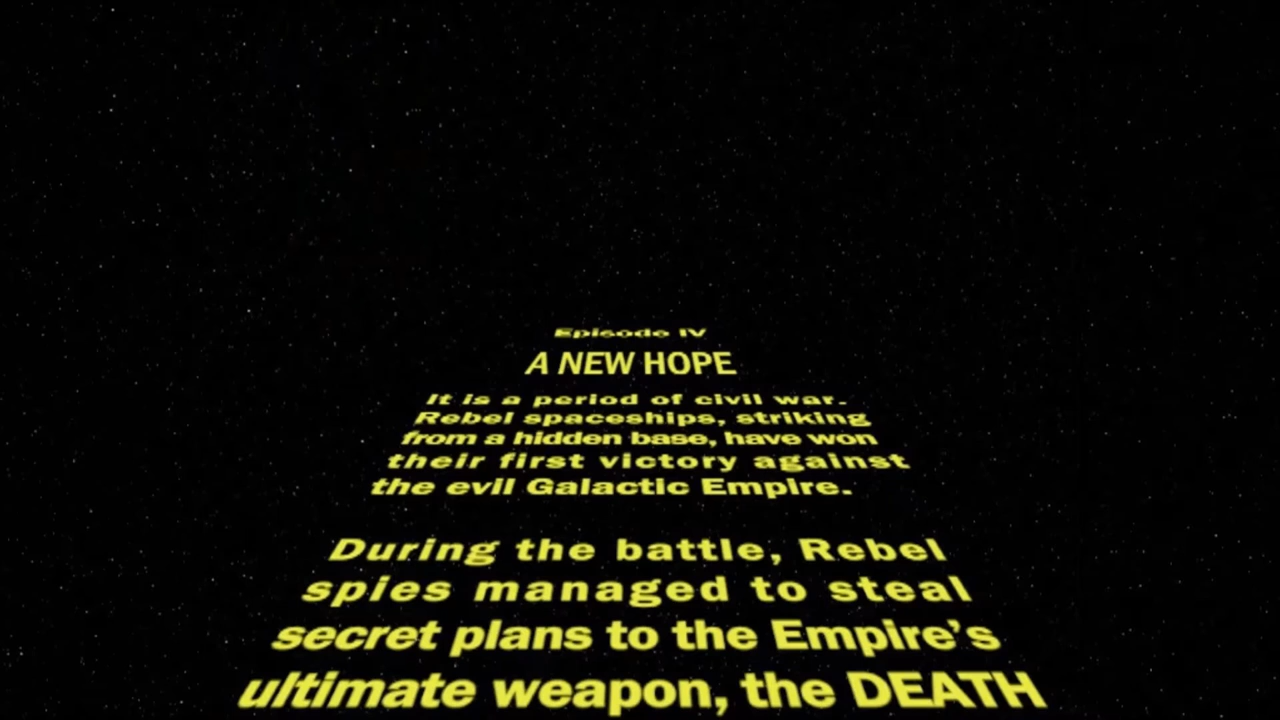 Episode IV
A NEW HOPE
It is a period of civil war.
Rebel spaceships, striking
from a hidden base, have won
their first victory against
the evil Galactic Empire.
During the battle, Rebel
spies managed to steal
secret plans to the Empire’s
ultimate weapon, the DEATH